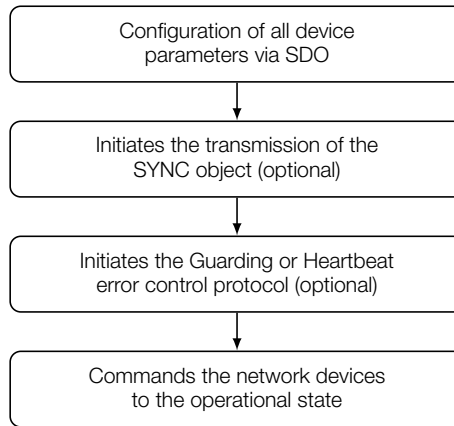 Configuration of all device
parameters via SDO
Initiates the transmission of the
SYNC object (optional)
Initiates the Guarding or Heartbeat
error control protocol (optional)
Commands the network devices
to the operational state